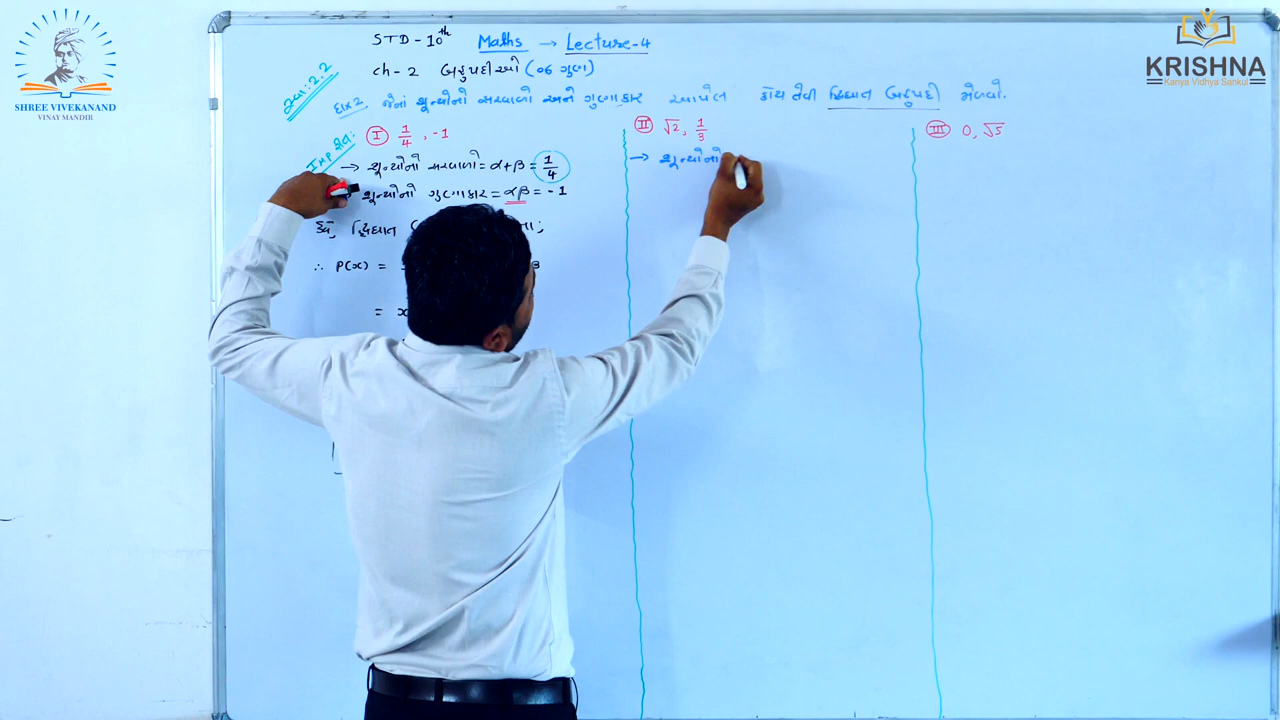 SHREE VIVEKANAND
VINAY MANDIR
KRISHNA
Kanya Vidhya Sankul
STD - 10th Maths → Lecture-4
ch - 2 બહુપદીઓ (06 ગુણ)
સ્વા: 2.2
દાખ 2 જેનાં શૂન્યોનો સરવાળો અને ગુણાકાર આપેલ હોય તેવી દ્વિઘાત બહુપદી મેળવો.
Imp
I 1/4, -1
→ શૂન્યોનો સરવાળો = α+β = 1/4
શૂન્યોનો ગુણાકાર = αβ = -1
દ્વિઘાત
∴ P(x) =
= x
II √2, 1/3
→ શૂન્યોનો
III 0, √5